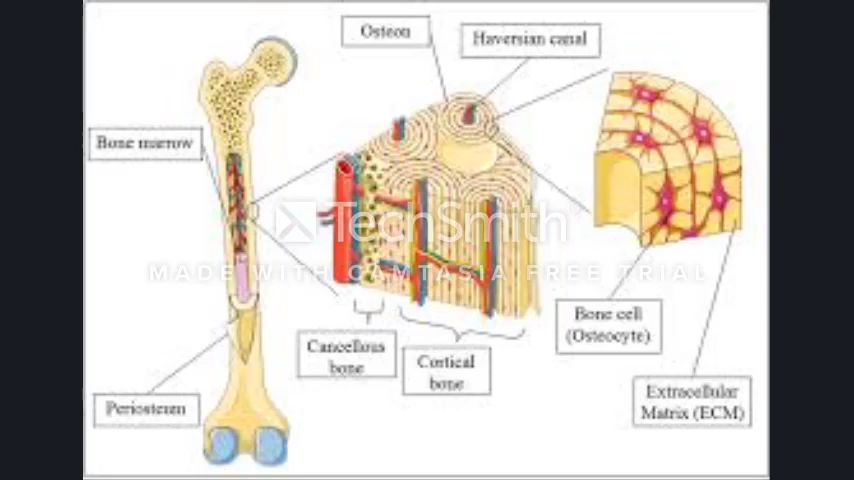 Osteon
Haversian canal
Bone marrow
TechSmith
MADE WITH CAMTASIA FREE TRIAL
Bone cell
(Osteocyte)
Cancellous
bone
Cortical
bone
Extracellular
Matrix (ECM)
Periosteum